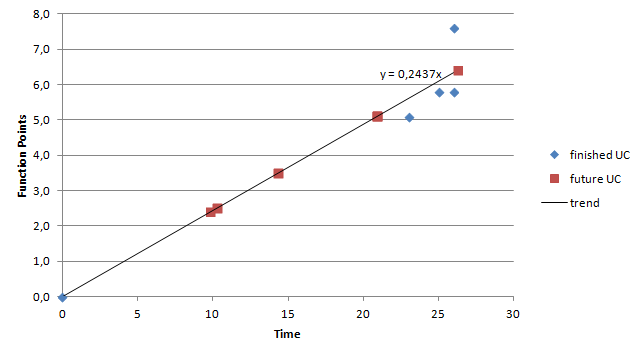 8,0
7,0
6,0
5,0
4,0
3,0
2,0
1,0
0,0
Function Points
y = 0,2437x
0 5 10 15 20 25 30
Time
finished UC
future UC
trend